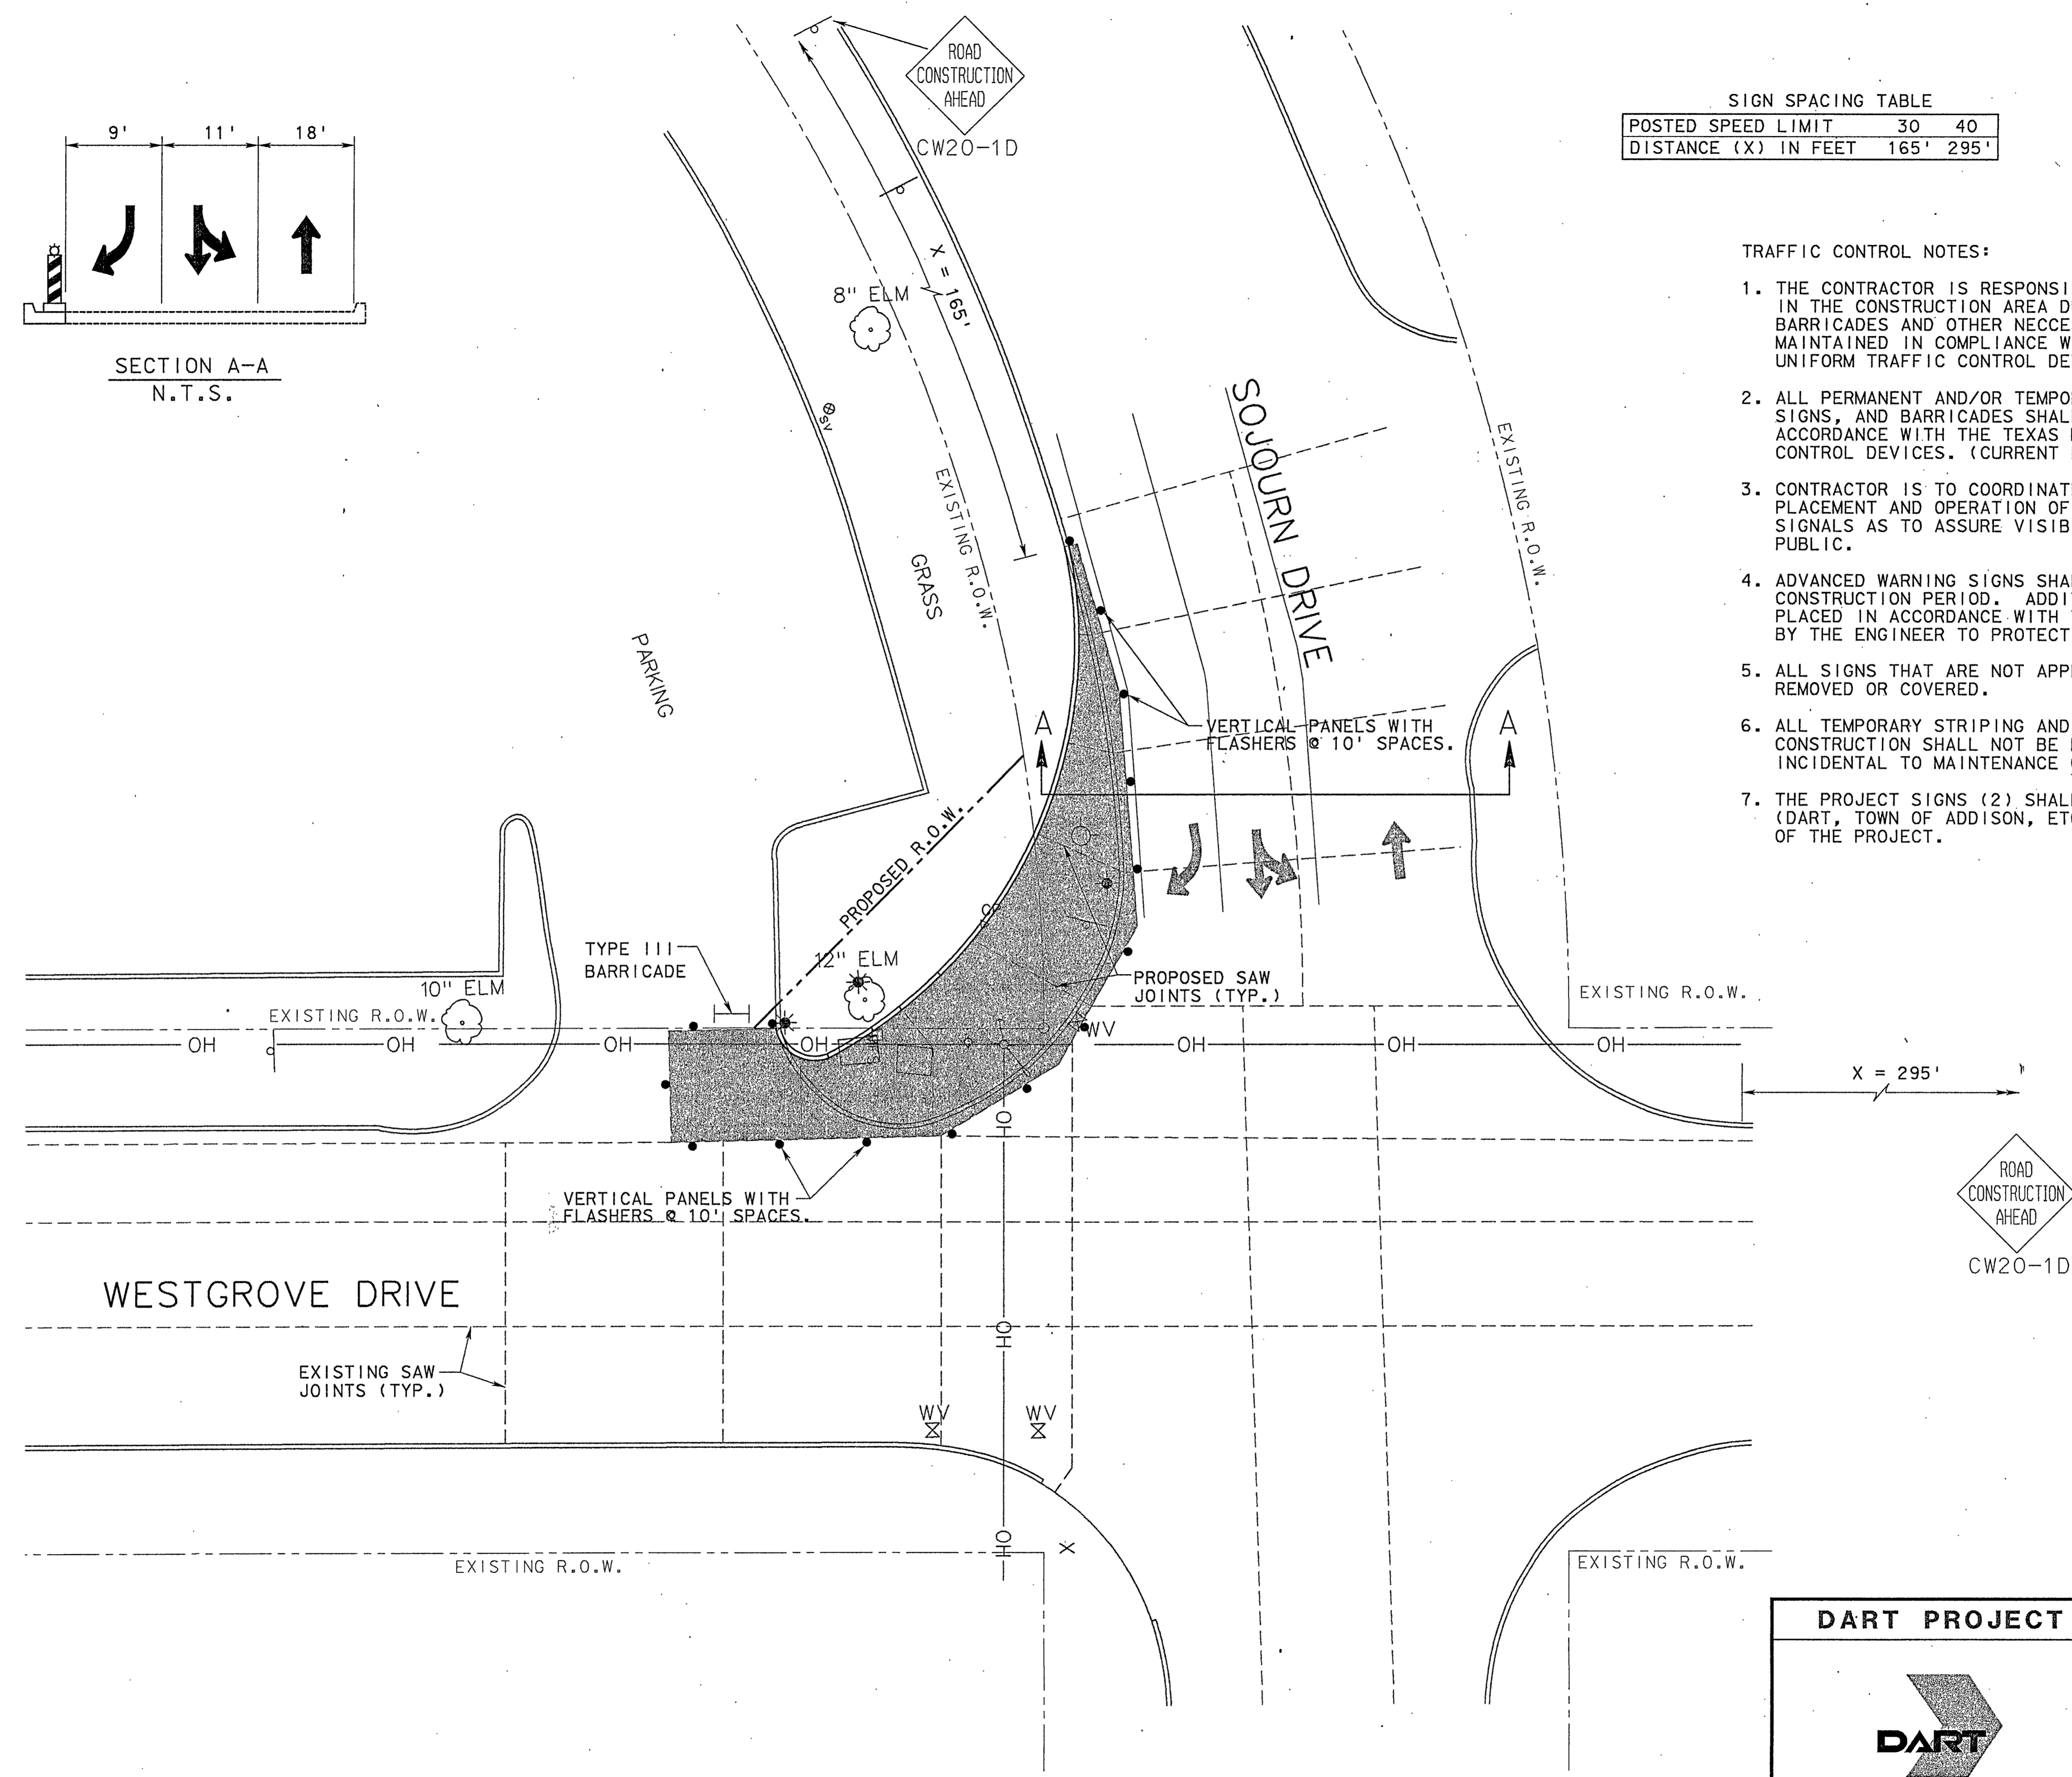 ROAD
CONSTRUCTION
AHEAD
CW20-1D
SIGN SPACING TABLE
POSTED SPEED LIMIT 30 40
DISTANCE (X) IN FEET 165' 295'
9' 11' 18'
SECTION A-A
N.T.S.
X = 165'
8" ELM
SV
EXISTING R.O.W.
GRASS
PARKING
SOJOURN DRIVE
EXISTING R.O.W.
TRAFFIC CONTROL NOTES:
1. THE CONTRACTOR IS RESPONSI
IN THE CONSTRUCTION AREA D
BARRICADES AND OTHER NECCE
MAINTAINED IN COMPLIANCE W
UNIFORM TRAFFIC CONTROL DE
2. ALL PERMANENT AND/OR TEMPO
SIGNS, AND BARRICADES SHAL
ACCORDANCE WITH THE TEXAS
CONTROL DEVICES. (CURRENT
3. CONTRACTOR IS TO COORDINAT
PLACEMENT AND OPERATION OF
SIGNALS AS TO ASSURE VISIB
PUBLIC.
4. ADVANCED WARNING SIGNS SHA
CONSTRUCTION PERIOD. ADDI
PLACED IN ACCORDANCE WITH
BY THE ENGINEER TO PROTECT
5. ALL SIGNS THAT ARE NOT APP
REMOVED OR COVERED.
6. ALL TEMPORARY STRIPING AND
CONSTRUCTION SHALL NOT BE
INCIDENTAL TO MAINTENANCE
7. THE PROJECT SIGNS (2) SHAL
(DART, TOWN OF ADDISON, ET
OF THE PROJECT.
A A
VERTICAL PANELS WITH
FLASHERS @ 10' SPACES.
PROPOSED R.O.W.
TYPE III
BARRICADE
12" ELM
10" ELM
PROPOSED SAW
JOINTS (TYP.)
EXISTING R.O.W.
EXISTING R.O.W.
WV
OH OH OH OH OH OH OH
X = 295'
OH
VERTICAL PANELS WITH
FLASHERS @ 10' SPACES.
ROAD
CONSTRUCTION
AHEAD
CW20-1D
WESTGROVE DRIVE
OH
EXISTING SAW
JOINTS (TYP.)
WV WV
OH
X
EXISTING R.O.W.
EXISTING R.O.W.
DART PROJECT
DART